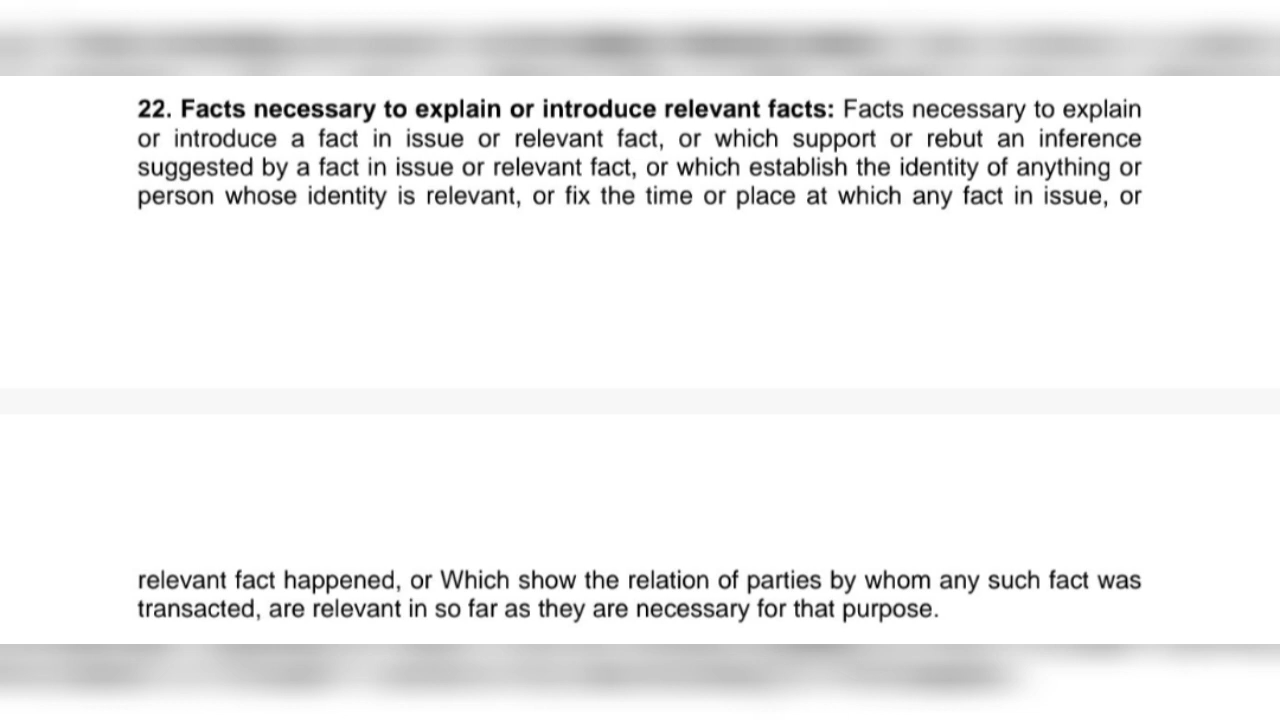 22. Facts necessary to explain or introduce relevant facts: Facts necessary to explain
or introduce a fact in issue or relevant fact, or which support or rebut an inference
suggested by a fact in issue or relevant fact, or which establish the identity of anything or
person whose identity is relevant, or fix the time or place at which any fact in issue, or
relevant fact happened, or Which show the relation of parties by whom any such fact was
transacted, are relevant in so far as they are necessary for that purpose.